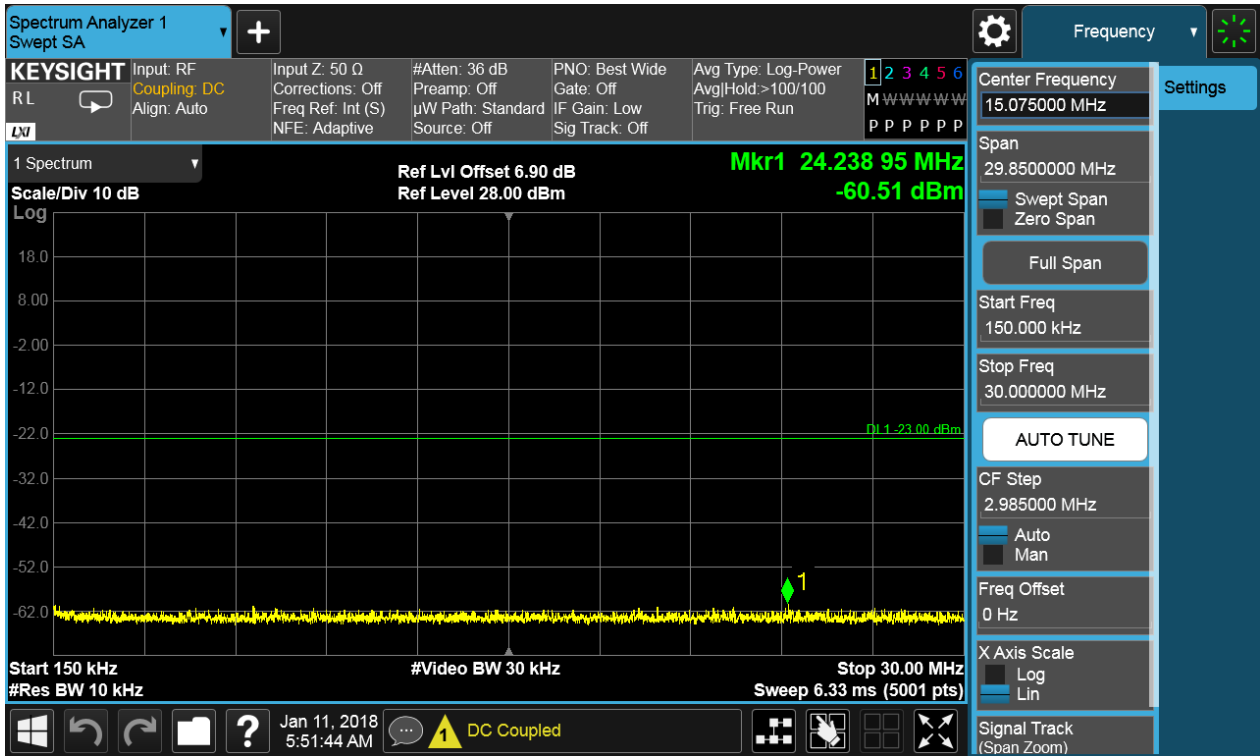 Spectrum Analyzer 1
Swept SA
+
Frequency
KEYSIGHT
RL
LXI
Input: RF
Coupling: DC
Align: Auto
Input Z: 50 Ω
Corrections: Off
Freq Ref: Int (S)
NFE: Adaptive
#Atten: 36 dB
Preamp: Off
µW Path: Standard
Source: Off
PNO: Best Wide
Gate: Off
IF Gain: Low
Sig Track: Off
Avg Type: Log-Power
Avg|Hold:>100/100
Trig: Free Run
1 2 3 4 5 6
M W W W W W
P P P P P P
1 Spectrum
Scale/Div 10 dB
Log
Ref Lvl Offset 6.90 dB
Ref Level 28.00 dBm
Mkr1 24.238 95 MHz
-60.51 dBm
18.0
8.00
-2.00
-12.0
-22.0
DL1 -23.00 dBm
-32.0
-42.0
-52.0
1
-62.0
Start 150 kHz
#Video BW 30 kHz
Stop 30.00 MHz
#Res BW 10 kHz
Sweep 6.33 ms (5001 pts)
Center Frequency
15.075000 MHz
Settings
Span
29.8500000 MHz
Swept Span
Zero Span
Full Span
Start Freq
150.000 kHz
Stop Freq
30.000000 MHz
AUTO TUNE
CF Step
2.985000 MHz
Auto
Man
Freq Offset
0 Hz
X Axis Scale
Log
Lin
Signal Track
(Span Zoom)
?
Jan 11, 2018
5:51:44 AM
1
DC Coupled